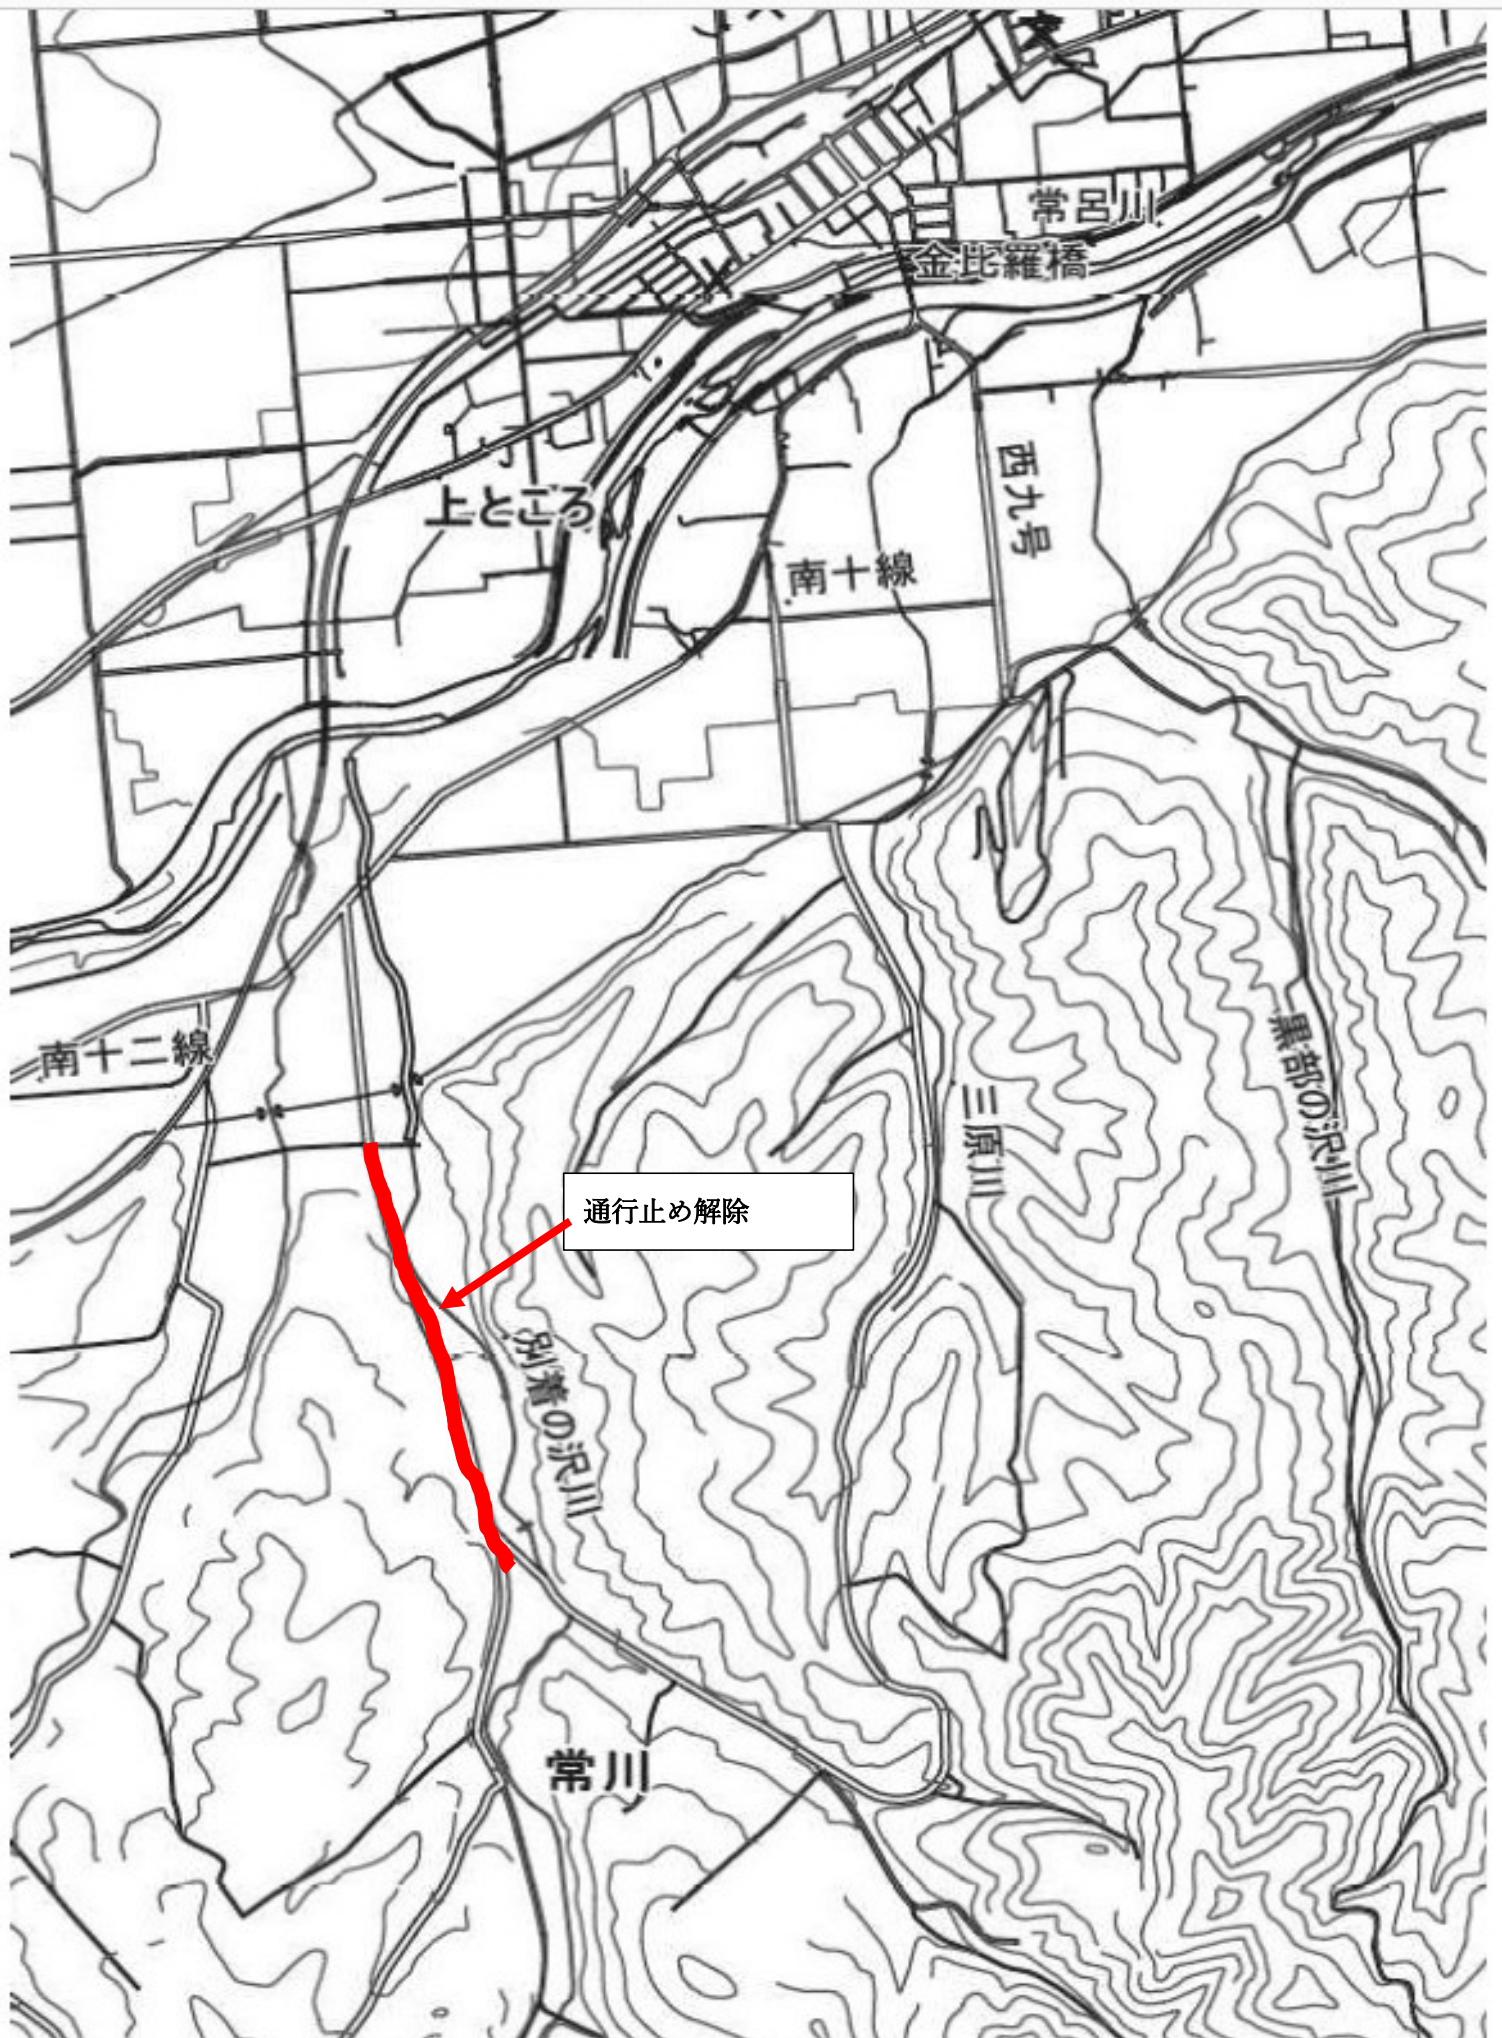 常呂川
金比羅橋
西九号
上ところ
南十線
南十二線
黒部の沢川
三原川
通行止め解除
別着の沢川
常川